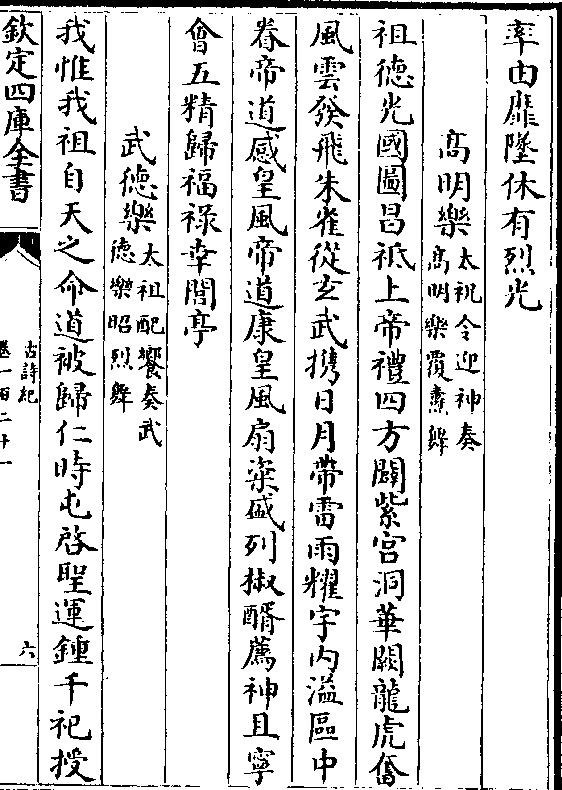 率由靡墜休有烈光
高明樂太祝令迎神奏
高明樂覆燾舞
祖德光國圖昌祗上帝禮四方闢紫宫洞華闕龍虎奮
風雲發飛朱雀從玄武擕日月帶雷雨耀宇内溢區中
眷帝道感皇風帝道康皇風扇粢盛列椒醑薦神且寧
會五精歸福禄幸閶亭
武德樂太祖配饗奏武
德樂昭烈舞
我惟我祖自天之命道被歸仁時屯啓聖運鍾千祀授
欽定四庫全書
古詩紀
卷一百二十一
六